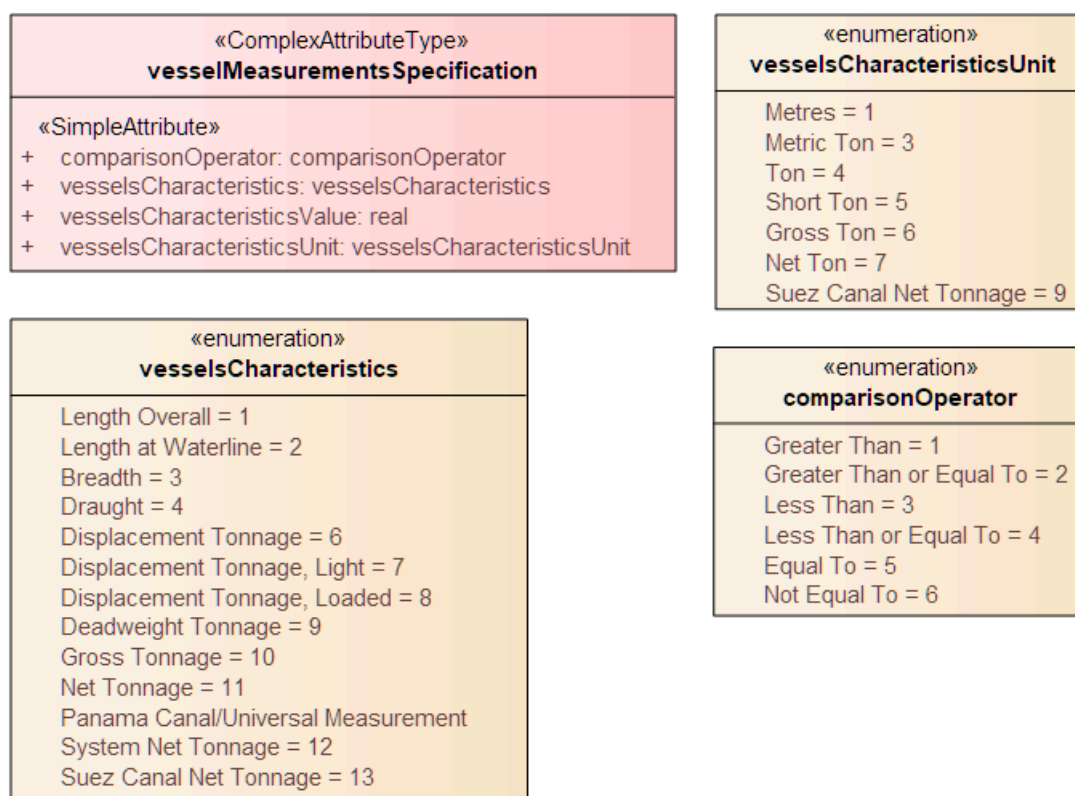 «ComplexAttributeType»
vesselMeasurementsSpecification
«SimpleAttribute»
+ comparisonOperator: comparisonOperator
+ vesselsCharacteristics: vesselsCharacteristics
+ vesselsCharacteristicsValue: real
+ vesselsCharacteristicsUnit: vesselsCharacteristicsUnit
«enumeration»
vesselsCharacteristicsUnit
Metres = 1
Metric Ton = 3
Ton = 4
Short Ton = 5
Gross Ton = 6
Net Ton = 7
Suez Canal Net Tonnage = 9
«enumeration»
vesselsCharacteristics
Length Overall = 1
Length at Waterline = 2
Breadth = 3
Draught = 4
Displacement Tonnage = 6
Displacement Tonnage, Light = 7
Displacement Tonnage, Loaded = 8
Deadweight Tonnage = 9
Gross Tonnage = 10
Net Tonnage = 11
Panama Canal/Universal Measurement
System Net Tonnage = 12
Suez Canal Net Tonnage = 13
«enumeration»
comparisonOperator
Greater Than = 1
Greater Than or Equal To = 2
Less Than = 3
Less Than or Equal To = 4
Equal To = 5
Not Equal To = 6